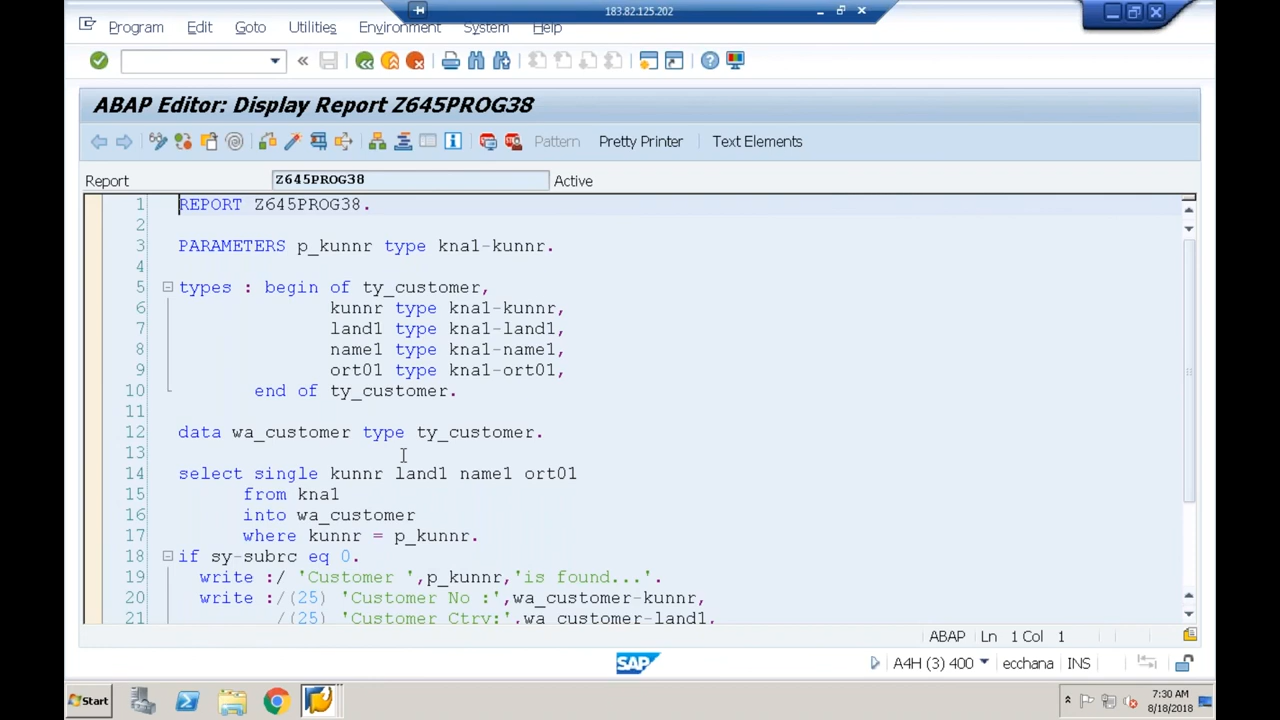 183.82.125.202
Program Edit Goto Utilities Environment System Help
ABAP Editor: Display Report Z645PROG38
Pattern Pretty Printer Text Elements
Report Z645PROG38 Active
1 REPORT Z645PROG38.
2
3 PARAMETERS p_kunnr type kna1-kunnr.
4
5 types : begin of ty_customer,
6 kunnr type kna1-kunnr,
7 land1 type kna1-land1,
8 name1 type kna1-name1,
9 ort01 type kna1-ort01,
10 end of ty_customer.
11
12 data wa_customer type ty_customer.
13
14 select single kunnr land1 name1 ort01
15 from kna1
16 into wa_customer
17 where kunnr = p_kunnr.
18 if sy-subrc eq 0.
19 write :/ 'Customer ',p_kunnr,'is found...'.
20 write :/(25) 'Customer No :',wa_customer-kunnr,
21 /(25) 'Customer Ctry:',wa_customer-land1,
ABAP Ln 1 Col 1
SAP A4H (3) 400 ecchana INS
Start 7:30 AM
8/18/2018